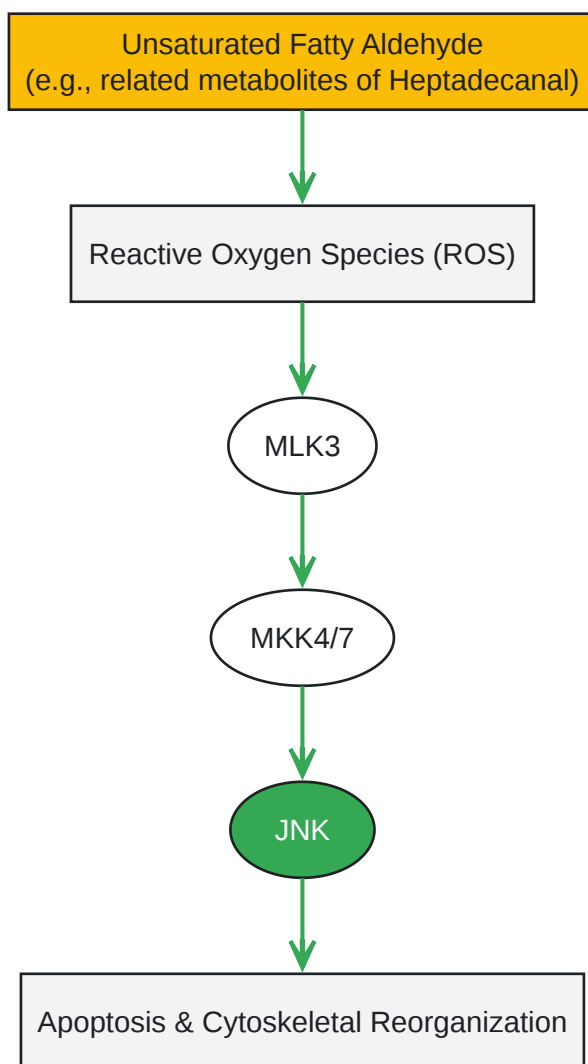 Unsaturated Fatty Aldehyde
(e.g., related metabolites of Heptadecanal)
Reactive Oxygen Species (ROS)
MLK3
MKK4/7
JNK
Apoptosis & Cytoskeletal Reorganization